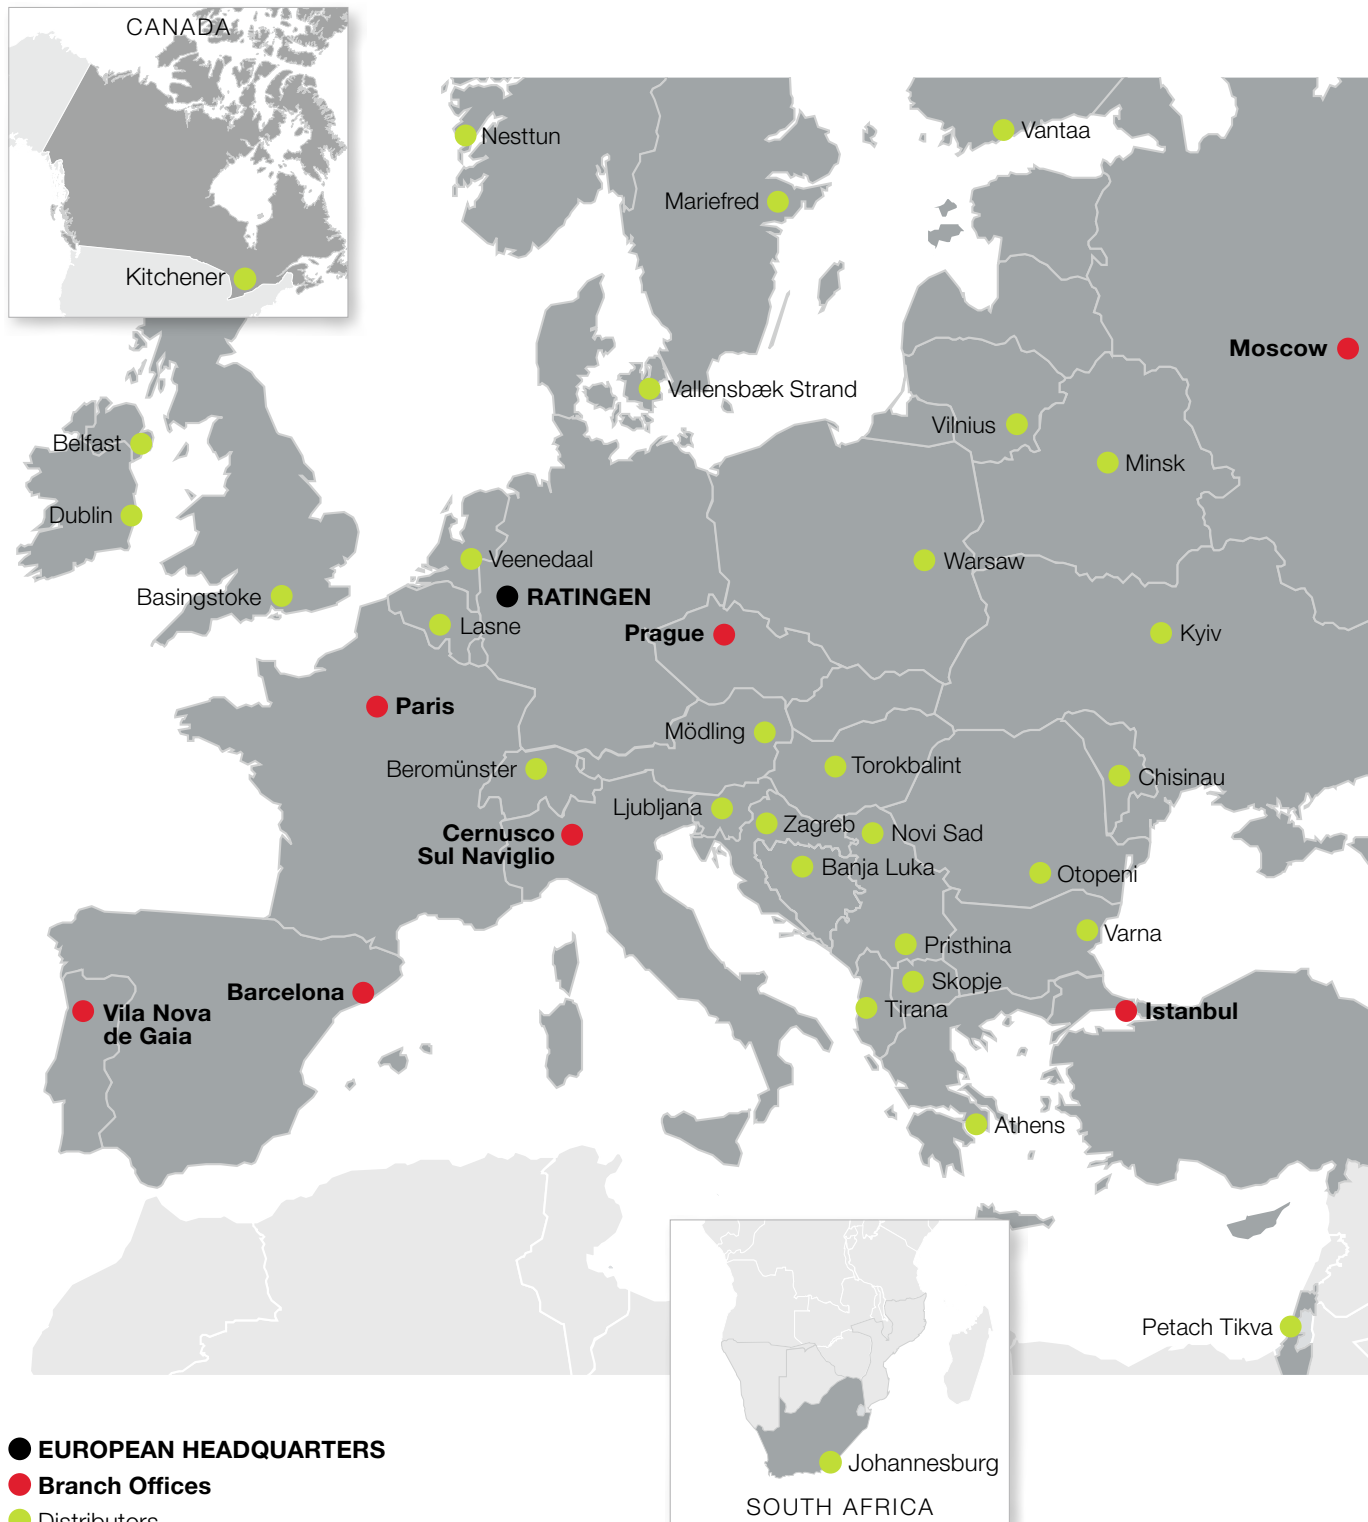 CANADA
Kitchener
Nesttun
Vantaa
Mariefred
Moscow
Vallensbæk Strand
Vilnius
Belfast
Minsk
Dublin
Veenedaal
Warsaw
Basingstoke
RATINGEN
Lasne
Prague
Kyiv
Paris
Mödling
Beromünster
Torokbalint
Chisinau
Ljubljana
Zagreb
Novi Sad
Cernusco
Sul Naviglio
Banja Luka
Otopeni
Varna
Pristhina
Skopje
Barcelona
Tirana
Vila Nova
de Gaia
Istanbul
Athens
Petach Tikva
Johannesburg
SOUTH AFRICA
EUROPEAN HEADQUARTERS
Branch Offices
Distributors